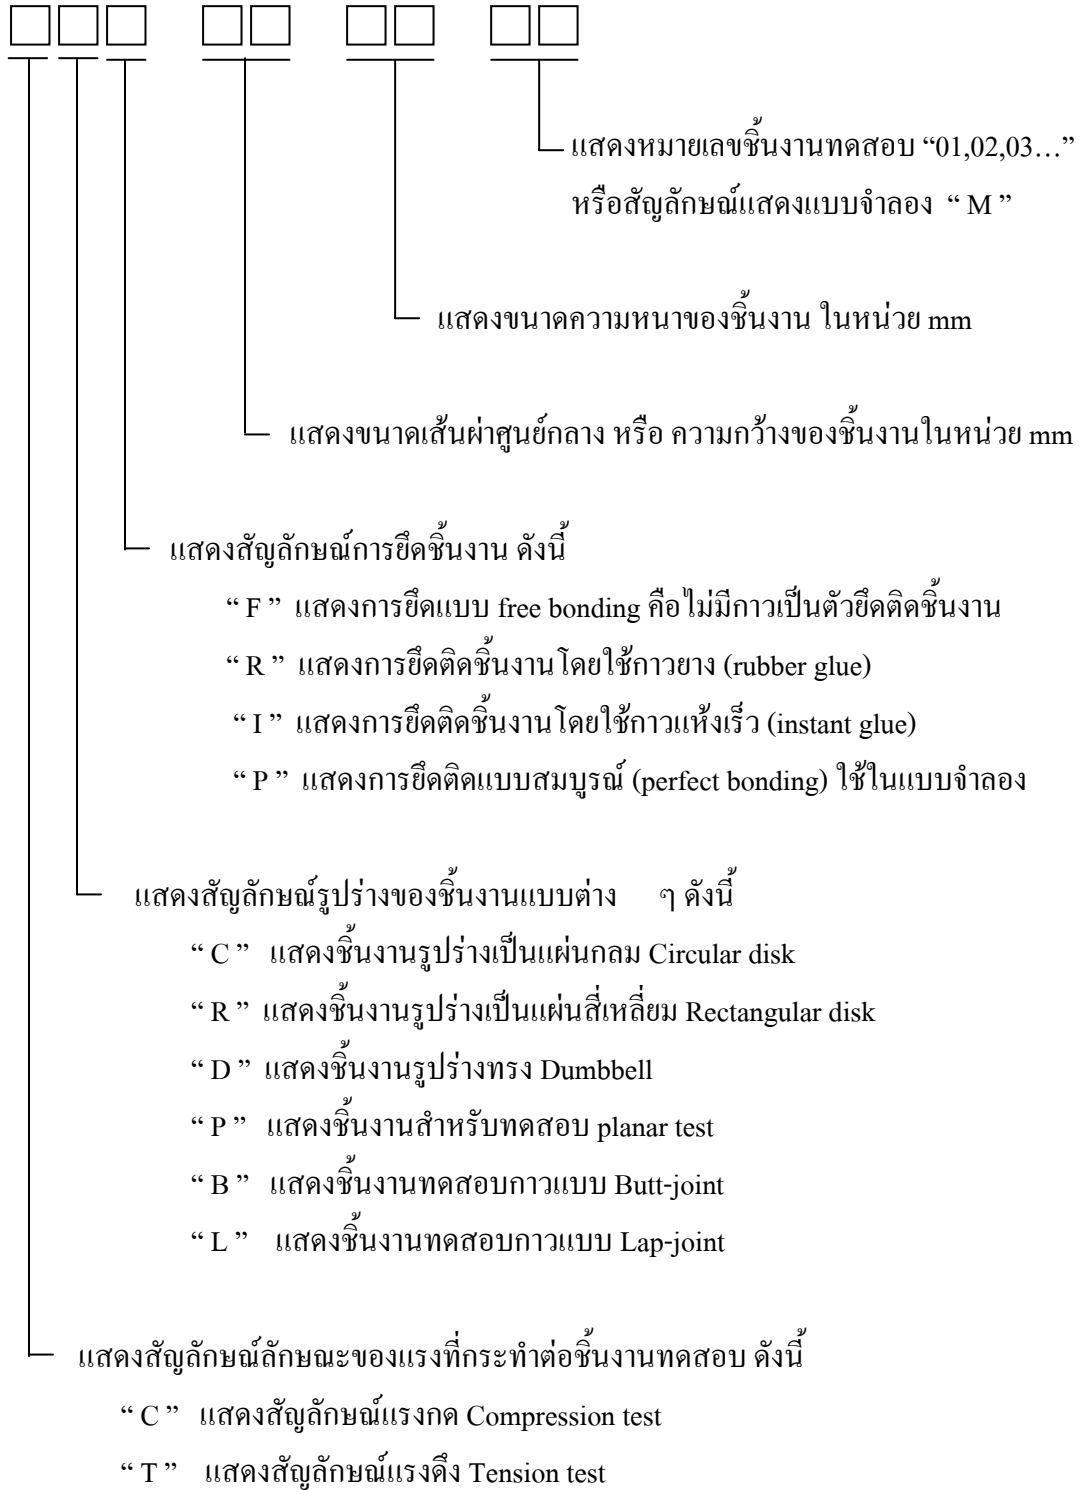 แสดงหมายเลขชิ้นงานทดสอบ “01,02,03…”
หรือสัญลักษณ์แสดงแบบจำลอง “ M ”
แสดงขนาดความหนาของชิ้นงาน ในหน่วย mm
แสดงขนาดเส้นผ่าศูนย์กลาง หรือ ความกว้างของชิ้นงานในหน่วย mm
แสดงสัญลักษณ์การยึดชิ้นงาน ดังนี้
“ F ” แสดงการยึดแบบ free bonding คือไม่มีกาวเป็นตัวยึดติดชิ้นงาน
“ R ” แสดงการยึดติดชิ้นงานโดยใช้กาวยาง (rubber glue)
“ I ” แสดงการยึดติดชิ้นงานโดยใช้กาวแห้งเร็ว (instant glue)
“ P ” แสดงการยึดติดแบบสมบูรณ์ (perfect bonding) ใช้ในแบบจำลอง
แสดงสัญลักษณ์รูปร่างของชิ้นงานแบบต่าง ๆ ดังนี้
“ C ” แสดงชิ้นงานรูปร่างเป็นแผ่นกลม Circular disk
“ R ” แสดงชิ้นงานรูปร่างเป็นแผ่นสี่เหลี่ยม Rectangular disk
“ D ” แสดงชิ้นงานรูปร่างทรง Dumbbell
“ P ” แสดงชิ้นงานสำหรับทดสอบ planar test
“ B ” แสดงชิ้นงานทดสอบกาวแบบ Butt-joint
“ L ” แสดงชิ้นงานทดสอบกาวแบบ Lap-joint
แสดงสัญลักษณ์ลักษณะของแรงที่กระทำต่อชิ้นงานทดสอบ ดังนี้
“ C ” แสดงสัญลักษณ์แรงกด Compression test
“ T ” แสดงสัญลักษณ์แรงดึง Tension test